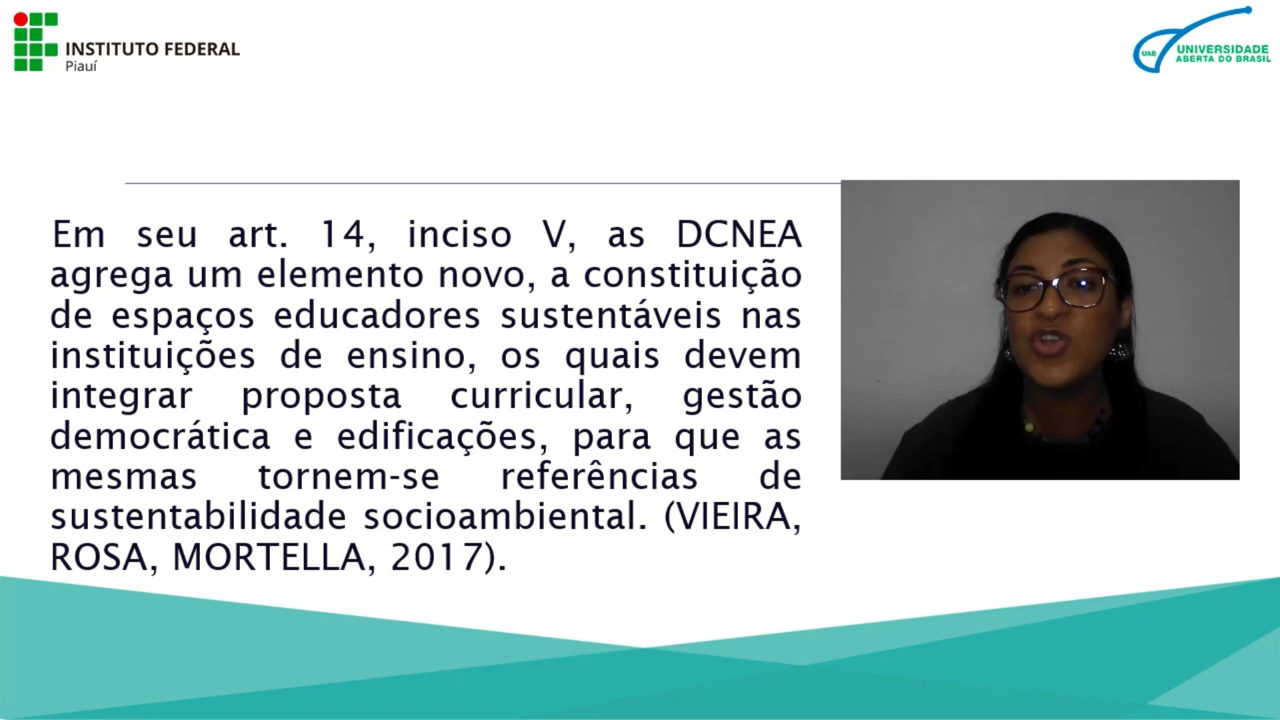 INSTITUTO FEDERAL
Piauí
UAB
UNIVERSIDADE
ABERTA DO BRASIL
Em seu art. 14, inciso V, as DCNEA
agrega um elemento novo, a constituição
de espaços educadores sustentáveis nas
instituições de ensino, os quais devem
integrar proposta curricular, gestão
democrática e edificações, para que as
mesmas tornem-se referências de
sustentabilidade socioambiental. (VIEIRA,
ROSA, MORTELLA, 2017).